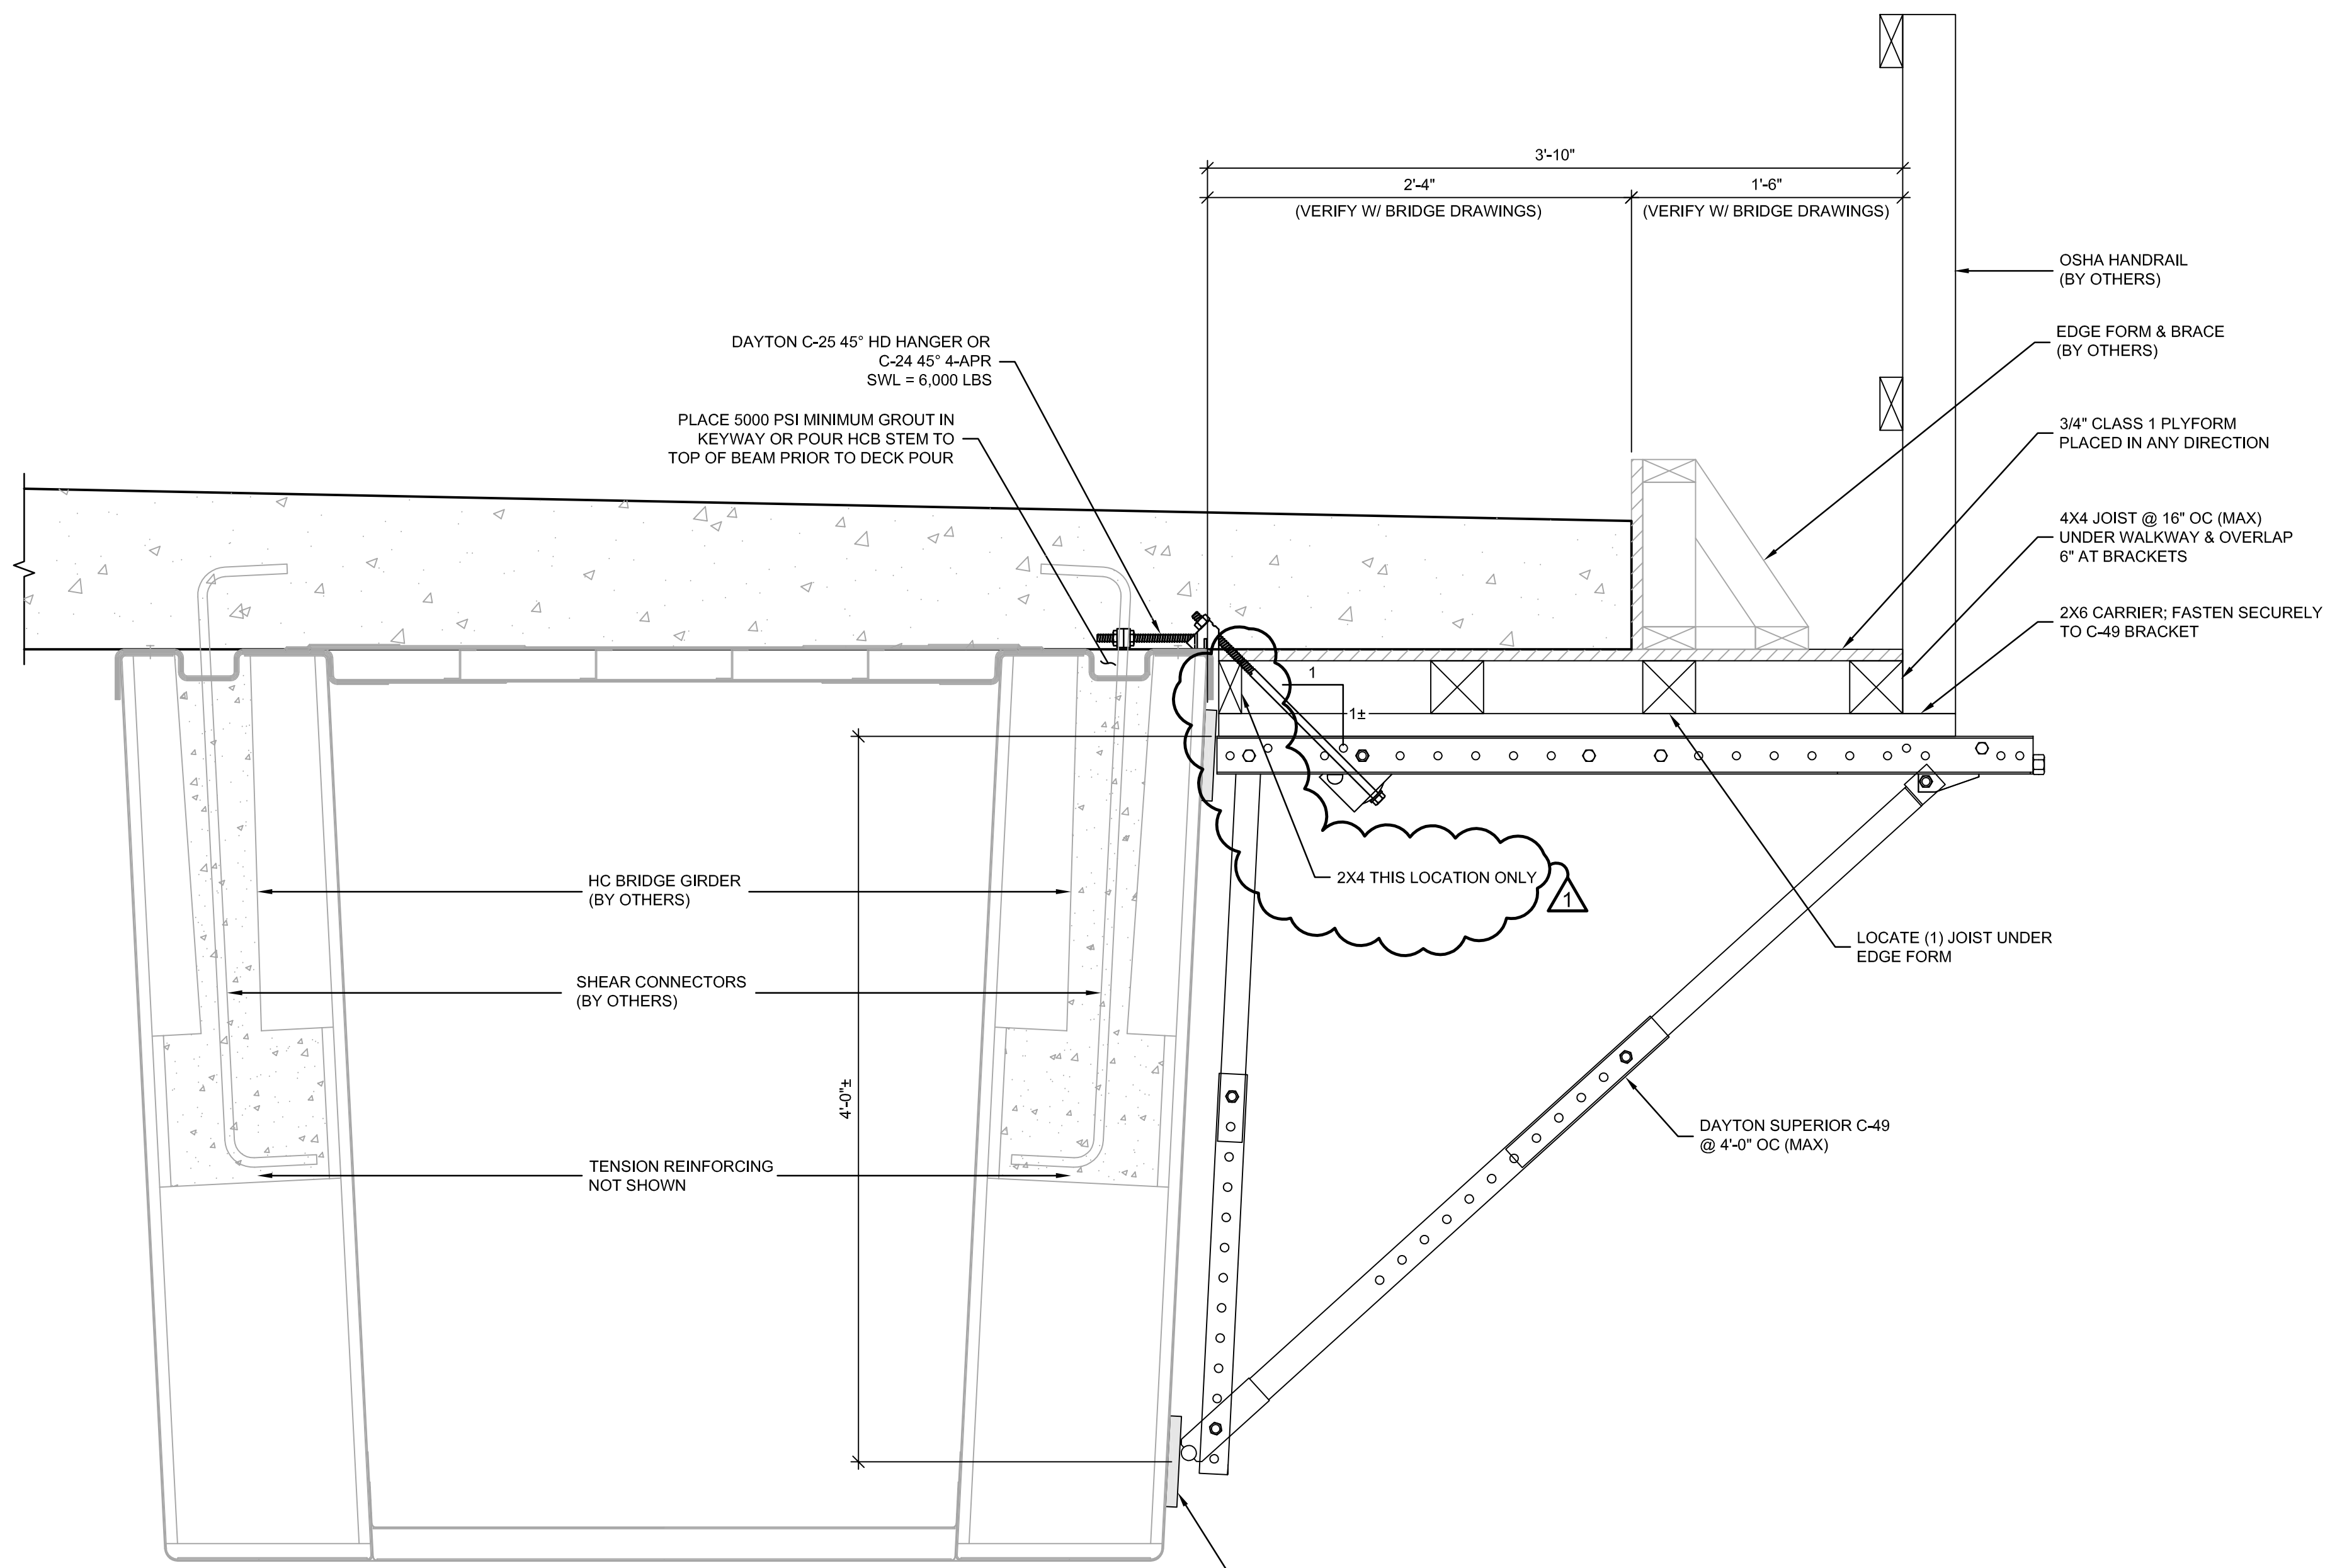 3'-10"
2'-4"
(VERIFY W/ BRIDGE DRAWINGS)
1'-6"
(VERIFY W/ BRIDGE DRAWINGS)
OSHA HANDRAIL
(BY OTHERS)
EDGE FORM & BRACE
(BY OTHERS)
DAYTON C-25 45° HD HANGER OR
C-24 45° 4-APR
SWL = 6,000 LBS
PLACE 5000 PSI MINIMUM GROUT IN
KEYWAY OR POUR HCB STEM TO
TOP OF BEAM PRIOR TO DECK POUR
3/4" CLASS 1 PLYFORM
PLACED IN ANY DIRECTION
4X4 JOIST @ 16" OC (MAX)
UNDER WALKWAY & OVERLAP
6" AT BRACKETS
2X6 CARRIER; FASTEN SECURELY
TO C-49 BRACKET
1
1±
2X4 THIS LOCATION ONLY
1
HC BRIDGE GIRDER
(BY OTHERS)
LOCATE (1) JOIST UNDER
EDGE FORM
SHEAR CONNECTORS
(BY OTHERS)
4'-0"±
DAYTON SUPERIOR C-49
@ 4'-0" OC (MAX)
TENSION REINFORCING
NOT SHOWN